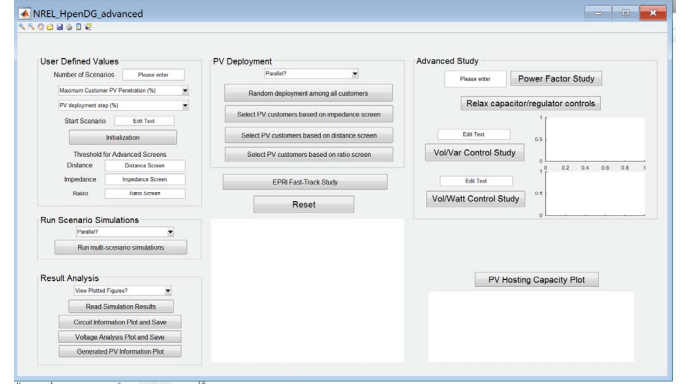 NREL_HpenDG_advanced
User Defined Values
Number of Scenarios Please enter
Maximum Customer PV Penetration (%)
PV deployment step (%)
Start Scenario Edit Text
Initialization
Threshold for Advanced Screens
Distance Distance Screen
Impedance Impedance Screen
Ratio Ratio Screen
Run Scenario Simulations
Parallel?
Run multi-scenario simulations
Result Analysis
View Plotted Figures?
Read Simulation Results
Circuit Information Plot and Save
Voltage Analysis Plot and Save
Generated PV Information Plot
PV Deployment
Parallel?
Random deployment among all customers
Select PV customers based on impedance screen
Select PV customers based on distance screen
Select PV customers based on ratio screen
EPRI Fast-Track Study
Reset
Advanced Study
Please enter Power Factor Study
Relax capacitor/regulator controls
Edit Text
Vol/Var Control Study
1
0.5
0 0.2 0.4 0.6 0.8 1
Edit Text
Vol/Watt Control Study
0.5
0
PV Hosting Capacity Plot